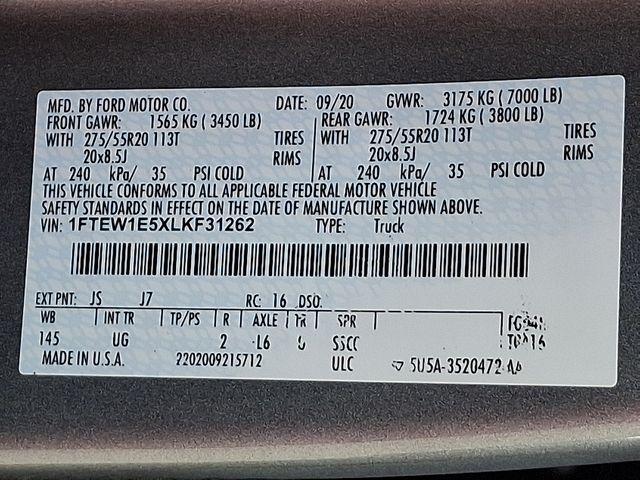 MFD. BY FORD MOTOR CO. DATE: 09/20 GVWR: 3175 KG ( 7000 LB)
FRONT GAWR: 1565 KG ( 3450 LB) REAR GAWR: 1724 KG ( 3800 LB)
WITH 275/55R20 113T TIRES WITH 275/55R20 113T TIRES
20x8.5J RIMS 20x8.5J RIMS
AT 240 kPa/ 35 PSI COLD AT 240 kPa/ 35 PSI COLD
THIS VEHICLE CONFORMS TO ALL APPLICABLE FEDERAL MOTOR VEHICLE
SAFETY STANDARDS IN EFFECT ON THE DATE OF MANUFACTURE SHOWN ABOVE.
VIN: 1FTEW1E5XLKF31262 TYPE: Truck
EXT PNT: JS J7 RC: 16 DSO:
WB INT TR TP/PS R AXLE TR SPR
145 UG 2 L6 SSCC
MADE IN U.S.A. 2202009215712 ULC 5U5A-3520472-AA